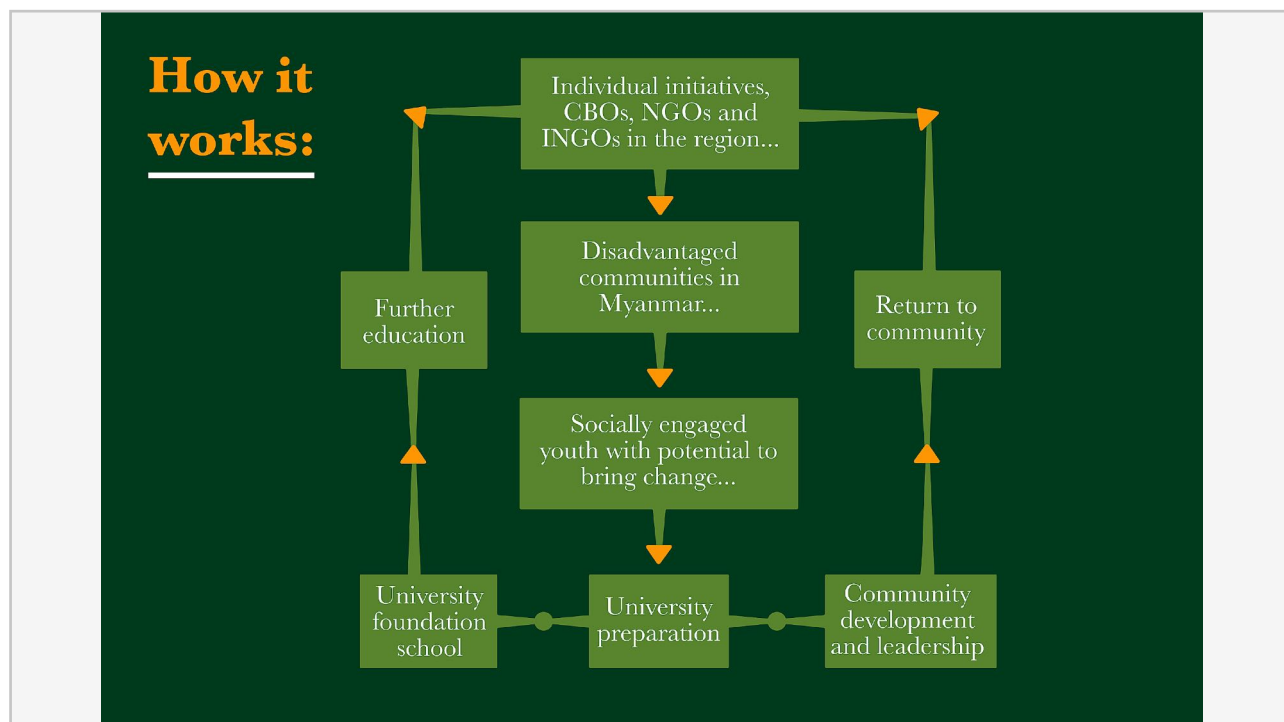 How it
works:
Individual initiatives,
CBOs, NGOs and
INGOs in the region...
Disadvantaged
communities in
Myanmar...
Further
education
Return to
community
Socially engaged
youth with potential to
bring change...
University
foundation
school
University
preparation
Community
development
and leadership